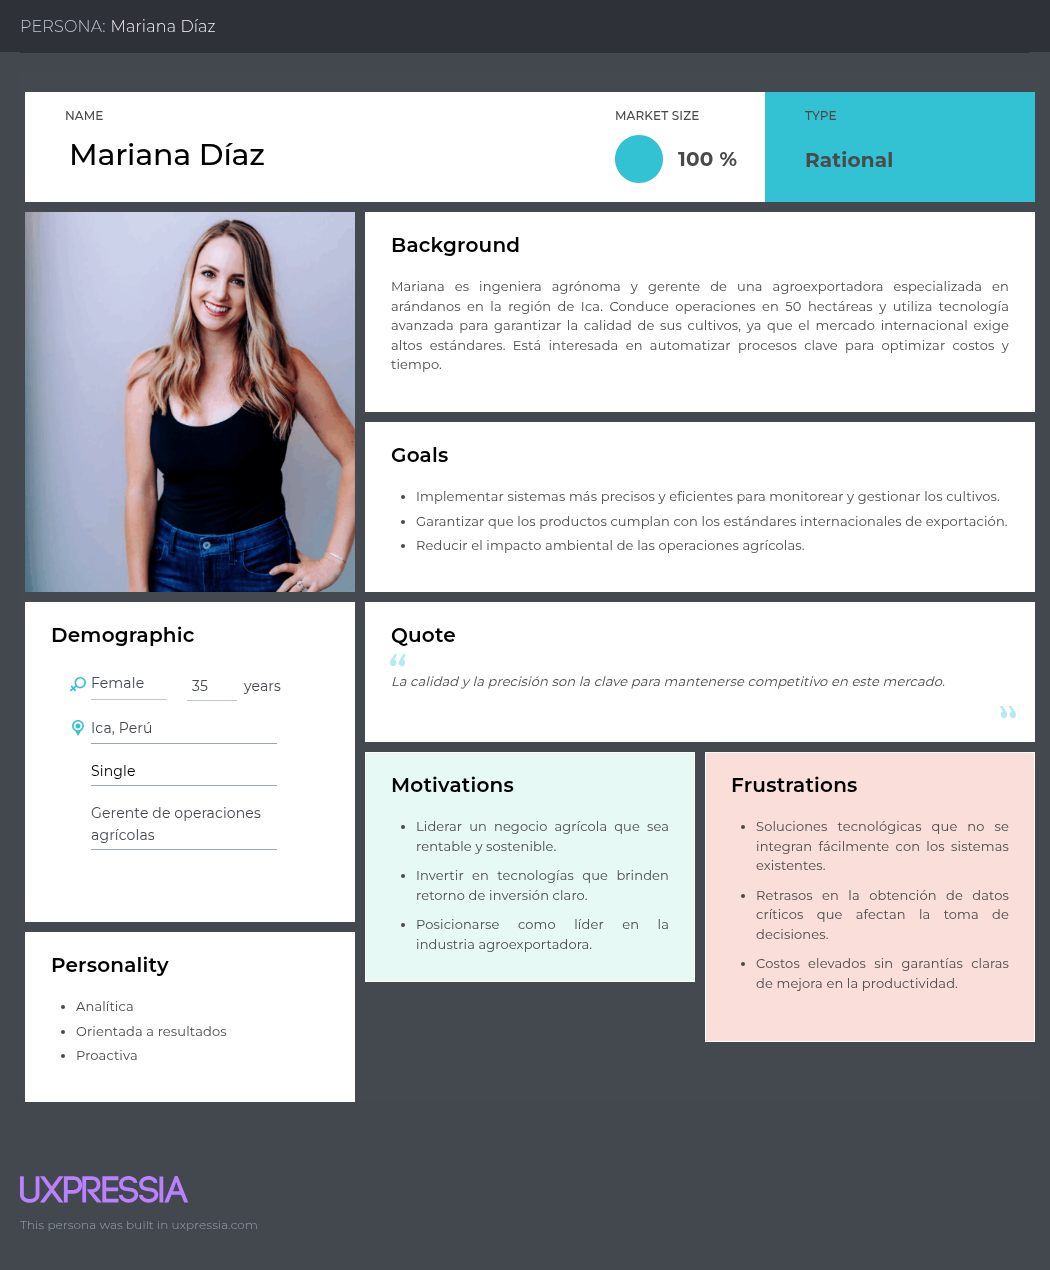 PERSONA: Mariana Díaz
NAME
Mariana Díaz
MARKET SIZE
100 %
TYPE
Rational
Background
Mariana es ingeniera agrónoma y gerente de una agroexportadora especializada en
arándanos en la región de Ica. Conduce operaciones en 50 hectáreas y utiliza tecnología
avanzada para garantizar la calidad de sus cultivos, ya que el mercado internacional exige
altos estándares. Está interesada en automatizar procesos clave para optimizar costos y
tiempo.
Goals
• Implementar sistemas más precisos y eficientes para monitorear y gestionar los cultivos.
• Garantizar que los productos cumplan con los estándares internacionales de exportación.
• Reducir el impacto ambiental de las operaciones agrícolas.
Demographic
Female 35 years
Ica, Perú
Single
Gerente de operaciones
agrícolas
Quote
“
La calidad y la precisión son la clave para mantenerse competitivo en este mercado.
”
Motivations
• Liderar un negocio agrícola que sea
rentable y sostenible.
• Invertir en tecnologías que brinden
retorno de inversión claro.
• Posicionarse como líder en la
industria agroexportadora.
Frustrations
• Soluciones tecnológicas que no se
integran fácilmente con los sistemas
existentes.
• Retrasos en la obtención de datos
críticos que afectan la toma de
decisiones.
• Costos elevados sin garantías claras
de mejora en la productividad.
Personality
• Analítica
• Orientada a resultados
• Proactiva
UXPRESSIA
This persona was built in uxpressia.com